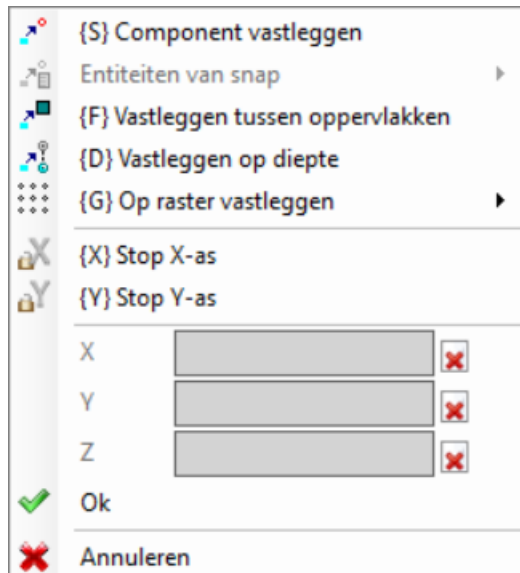 {S} Component vastleggen
Entiteiten van snap
{F} Vastleggen tussen oppervlakken
{D} Vastleggen op diepte
{G} Op raster vastleggen
X {X} Stop X-as
Y {Y} Stop Y-as
X
Y
Z
Ok
Annuleren